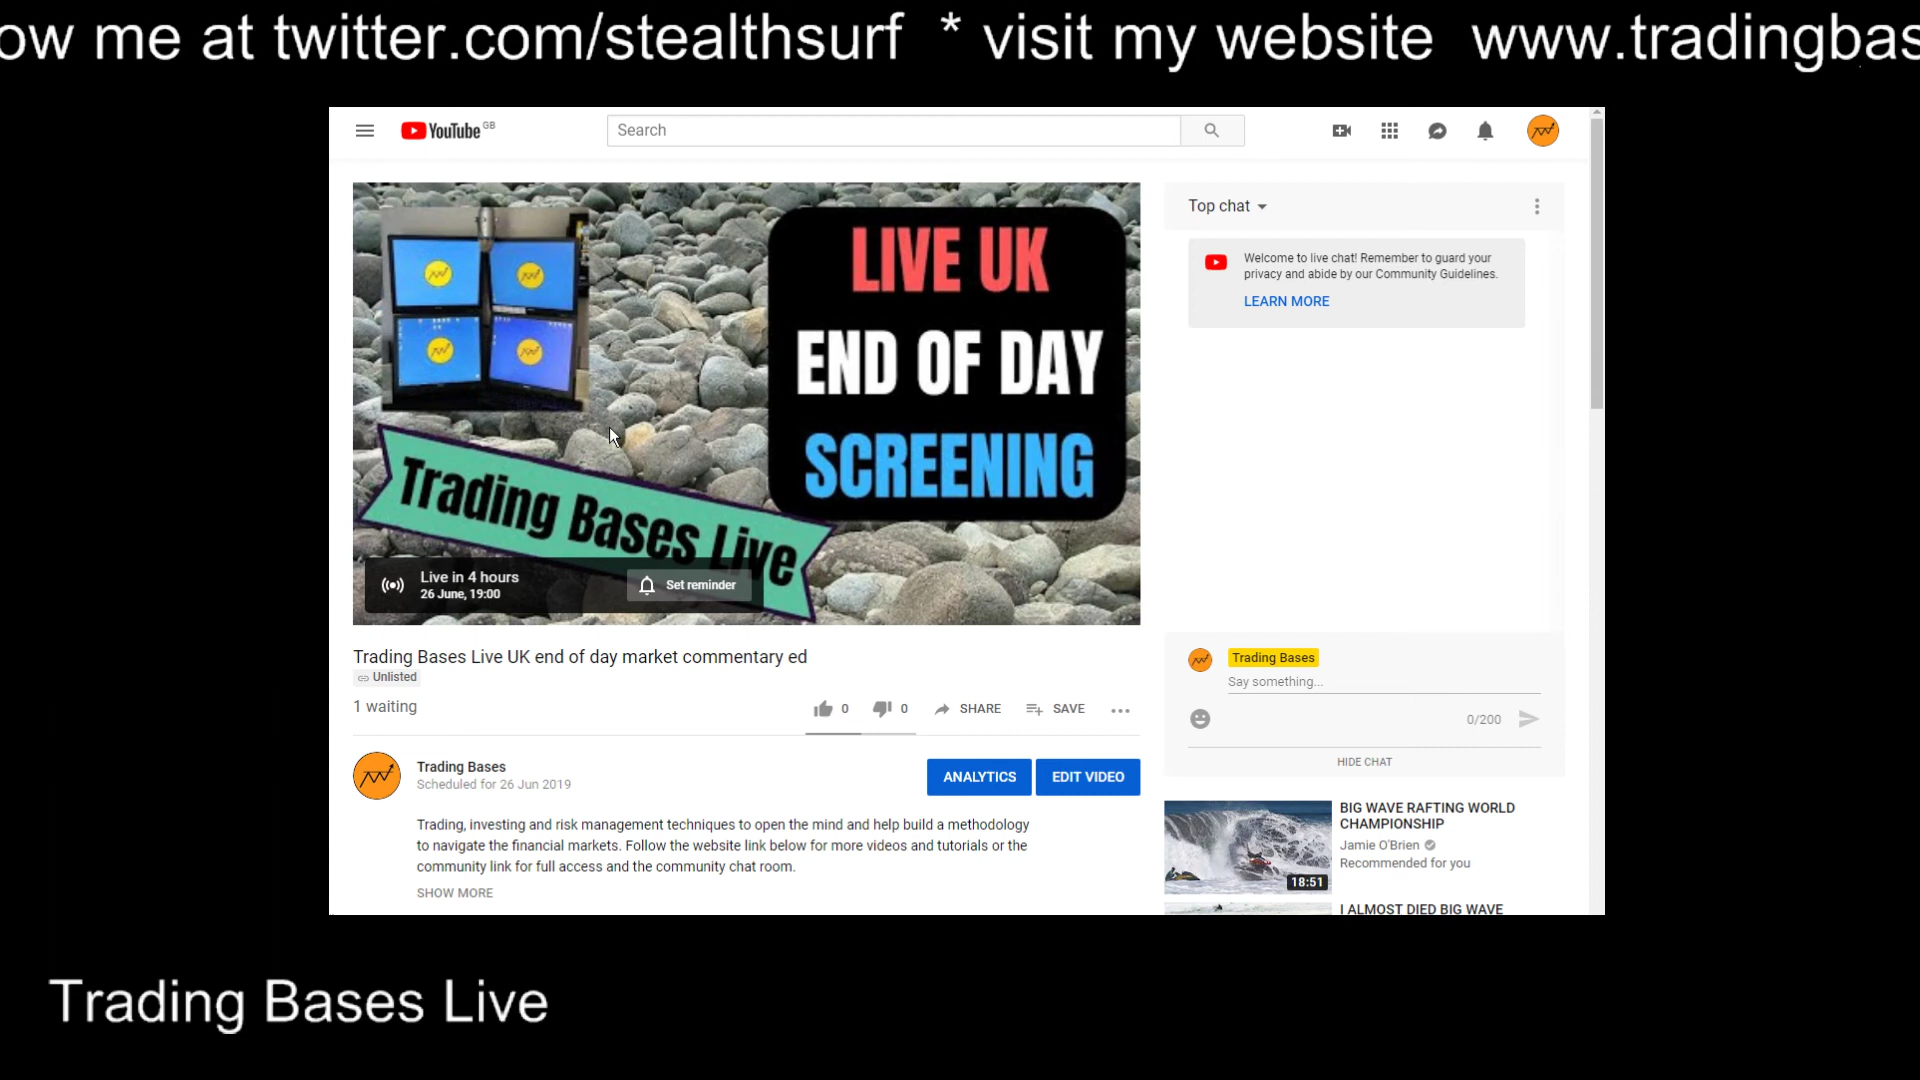 ow me at twitter.com/stealthsurf * visit my website www.tradingbas
YouTube GB
Search
LIVE UK
END OF DAY
SCREENING
Trading Bases Live
Live in 4 hours
26 June, 19:00
Set reminder
Top chat
Welcome to live chat! Remember to guard your
privacy and abide by our Community Guidelines.
LEARN MORE
Trading Bases Live UK end of day market commentary ed
Unlisted
1 waiting
0
0
SHARE
SAVE
Trading Bases
Say something...
0/200
HIDE CHAT
Trading Bases
Scheduled for 26 Jun 2019
ANALYTICS
EDIT VIDEO
Trading, investing and risk management techniques to open the mind and help build a methodology
to navigate the financial markets. Follow the website link below for more videos and tutorials or the
community link for full access and the community chat room.
SHOW MORE
18:51
BIG WAVE RAFTING WORLD
CHAMPIONSHIP
Jamie O'Brien
Recommended for you
I ALMOST DIED BIG WAVE
Trading Bases Live